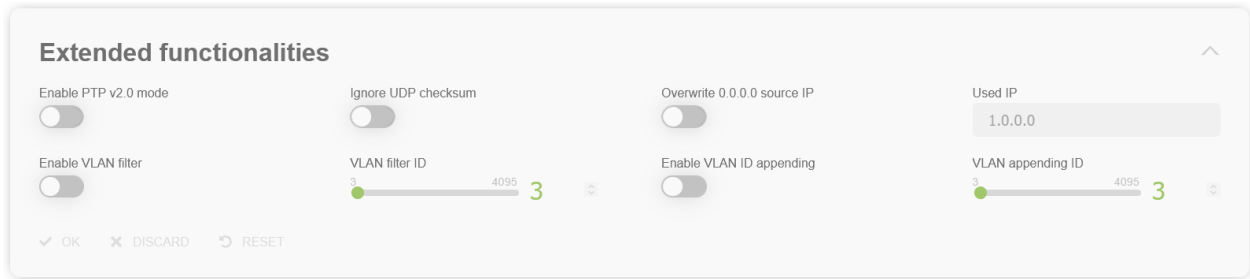 Extended functionalities
Enable PTP v2.0 mode
Ignore UDP checksum
Overwrite 0.0.0.0 source IP
Used IP
1.0.0.0
Enable VLAN filter
VLAN filter ID
3 4095 3
Enable VLAN ID appending
VLAN appending ID
3 4095 3
OK DISCARD RESET